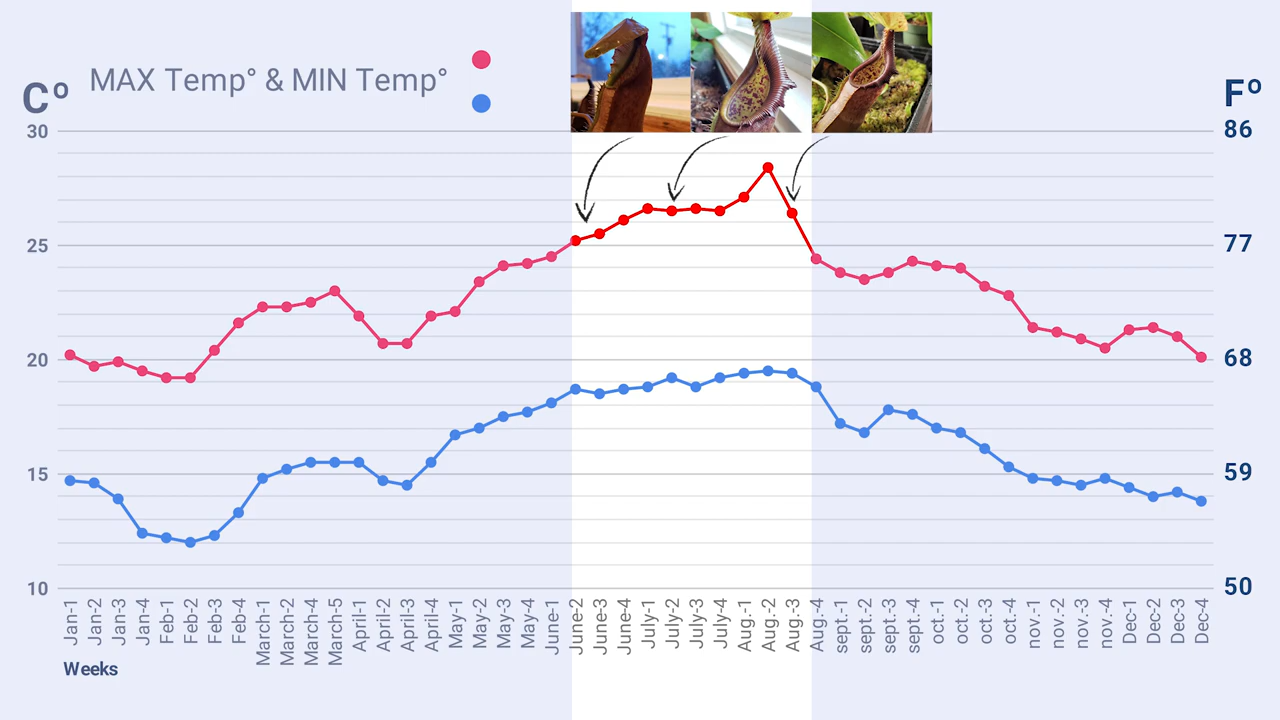 Cº MAX Temp° & MIN Temp° Fº
30 86
25 77
20 68
15 59
10 50
Jan-1 Jan-2 Jan-3 Jan-4 Feb-1 Feb-2 Feb-3 Feb-4 March-1 March-2 March-4 March-5 April-1 April-2 April-3 April-4 May-1 May-2 May-3 May-4 June-1 June-2 June-3 June-4 July-1 July-2 July-3 July-4 Aug.-1 Aug.-2 Aug.-3 Aug.-4 sept.-1 sept.-2 sept.-3 sept.-4 oct.-1 oct.-2 oct.-3 oct.-4 nov.-1 nov.-2 nov.-3 nov.-4 Dec-1 Dec-2 Dec-3 Dec-4
Weeks